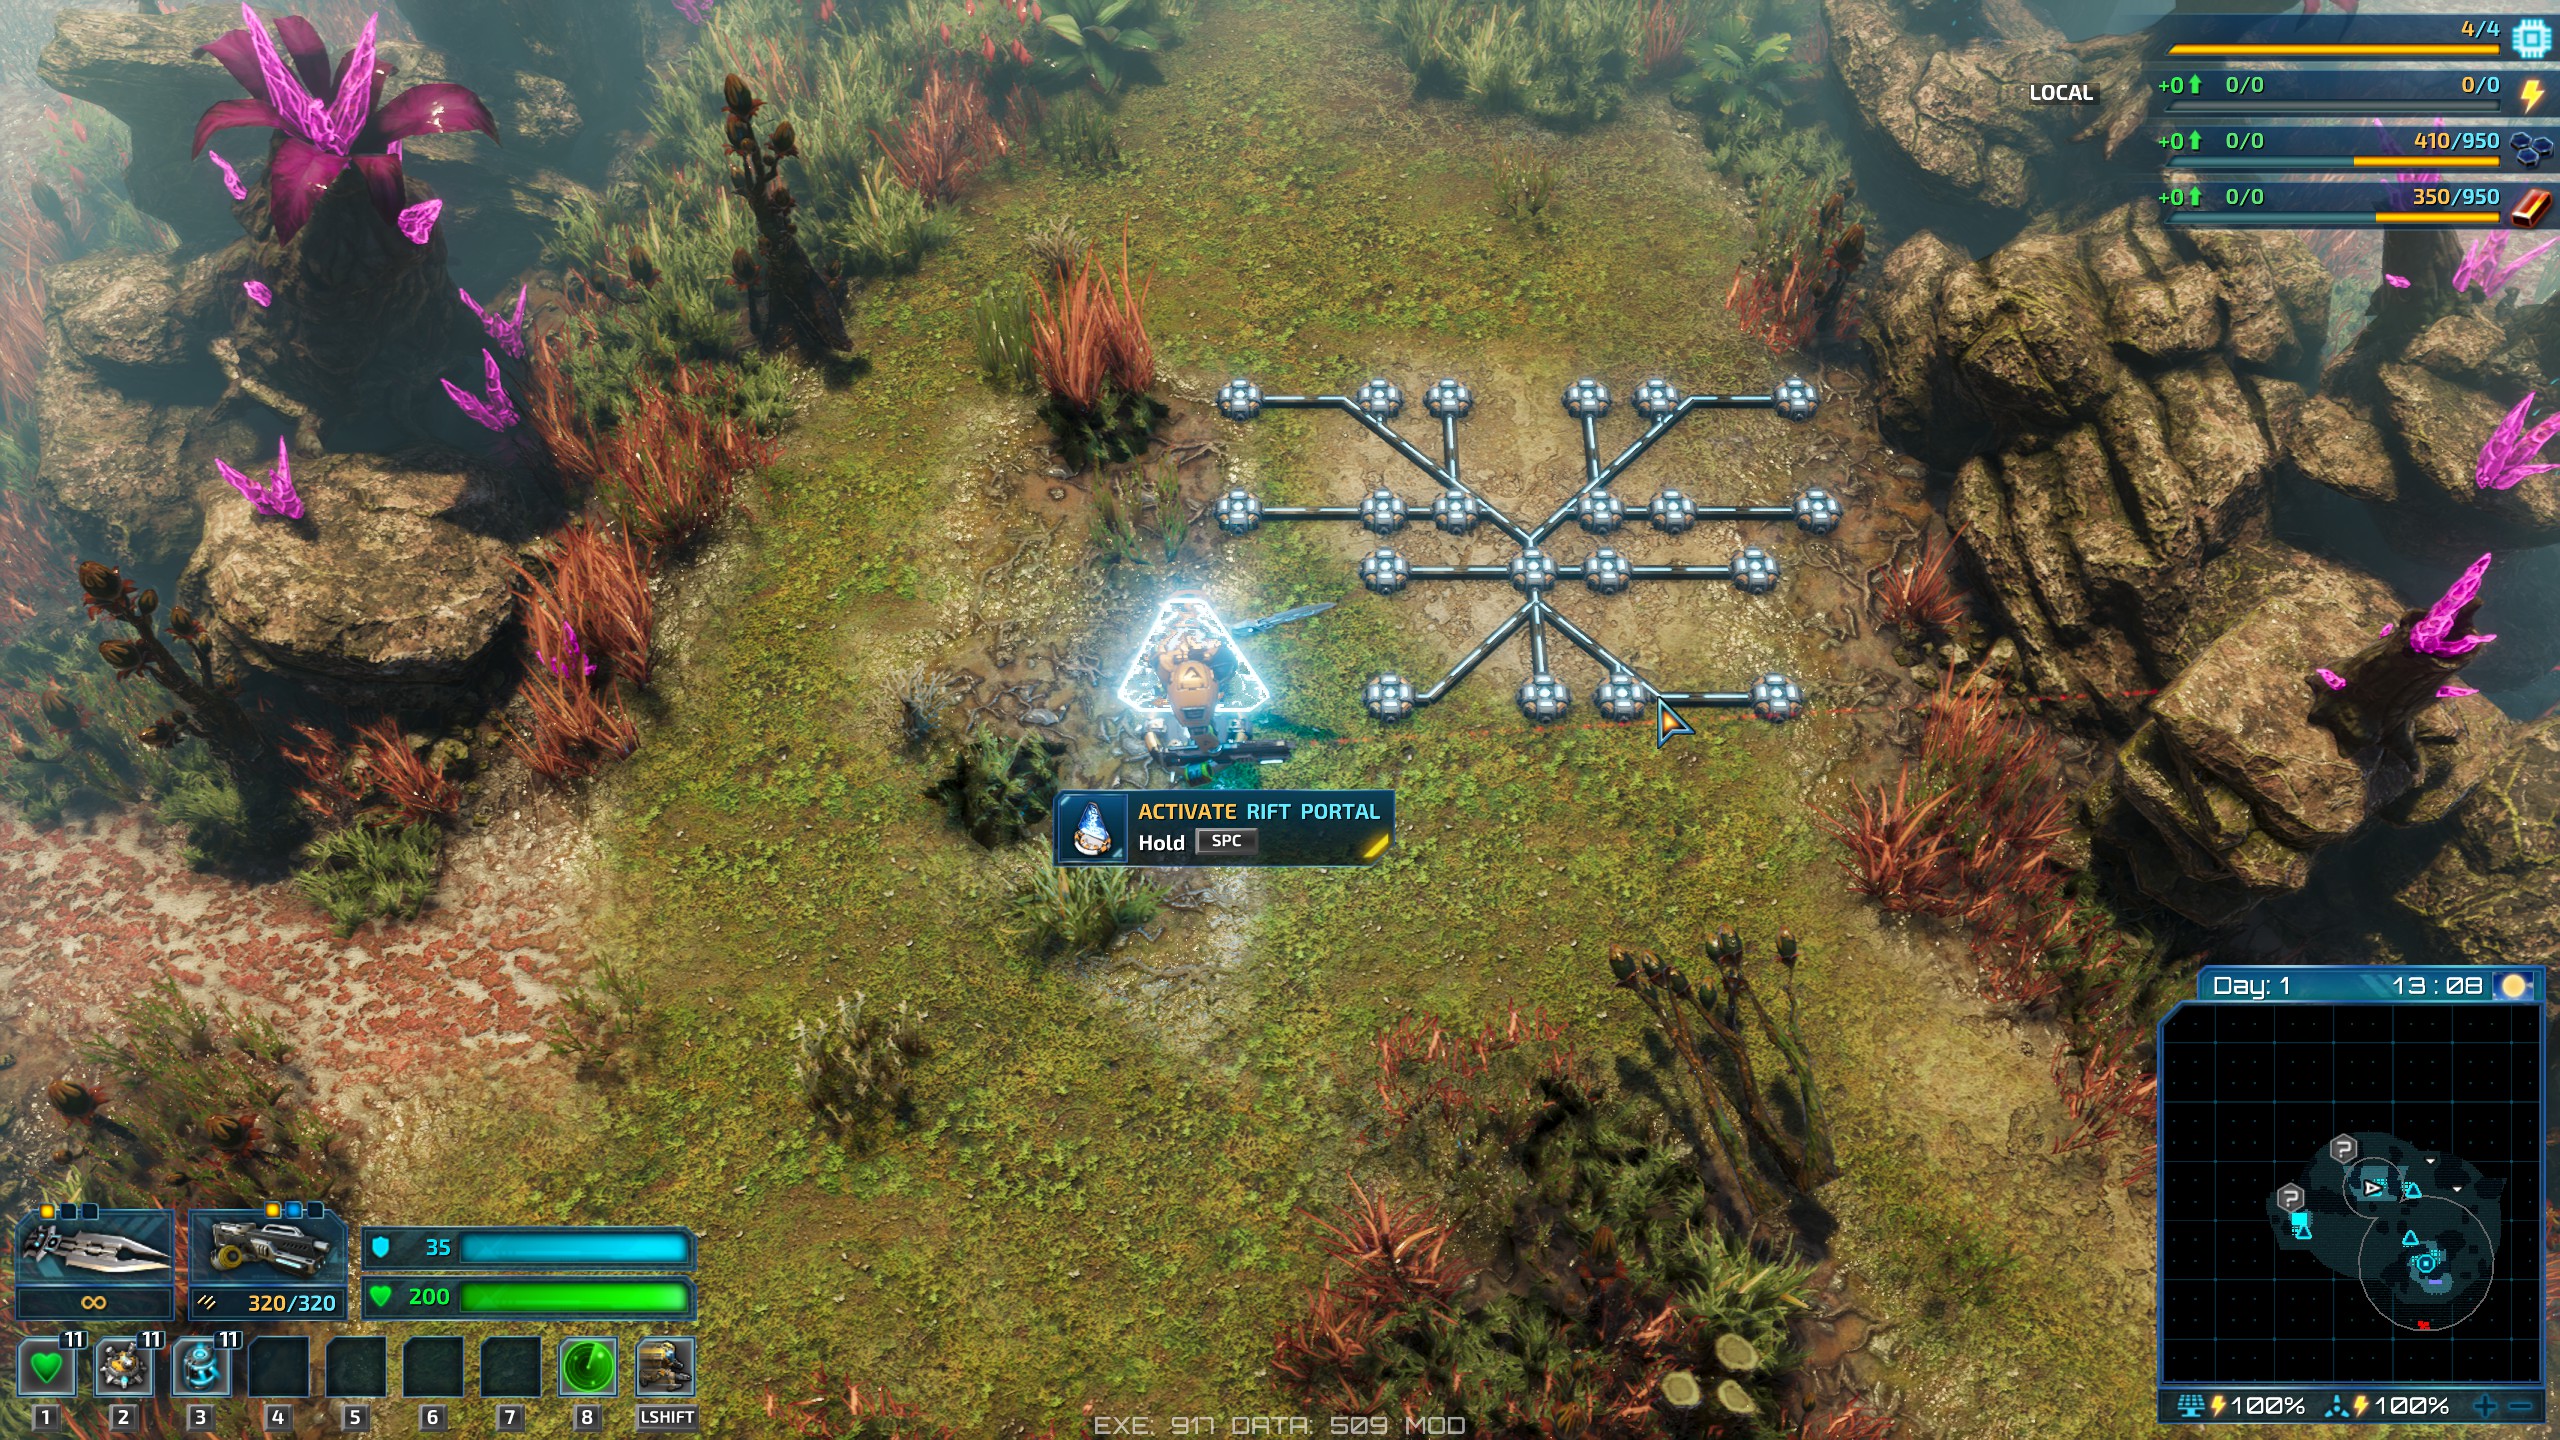 4/4
LOCAL
+0 0/0 0/0
+0 0/0 410/950
+0 0/0 350/950
ACTIVATE RIFT PORTAL
Hold SPC
Day: 1 13:08
?
?
35
200
∞
320/320
11 11 11
1 2 3 4 5 6 7 8 LSHIFT
100% 100%
EXE: 917 DATA: 509 MOD